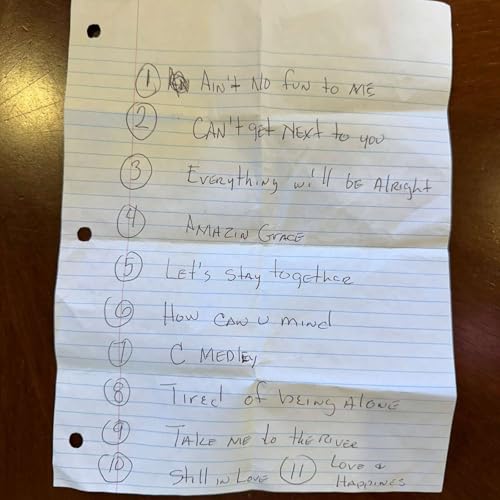 1 Ain't No fun to ME
2 CAN't get NEXT to you
3 EVERythiNg will bE AlRight
4 AMAZIN GRACE
5 LEt's stay togEthER
6 How CAN U MiNd
7 C MEDlEy
8 TiREd of bEiNg AloNE
9 TAKE ME to thE RivER
10 Still iN LovE 11 LOVE & HAPPiNES